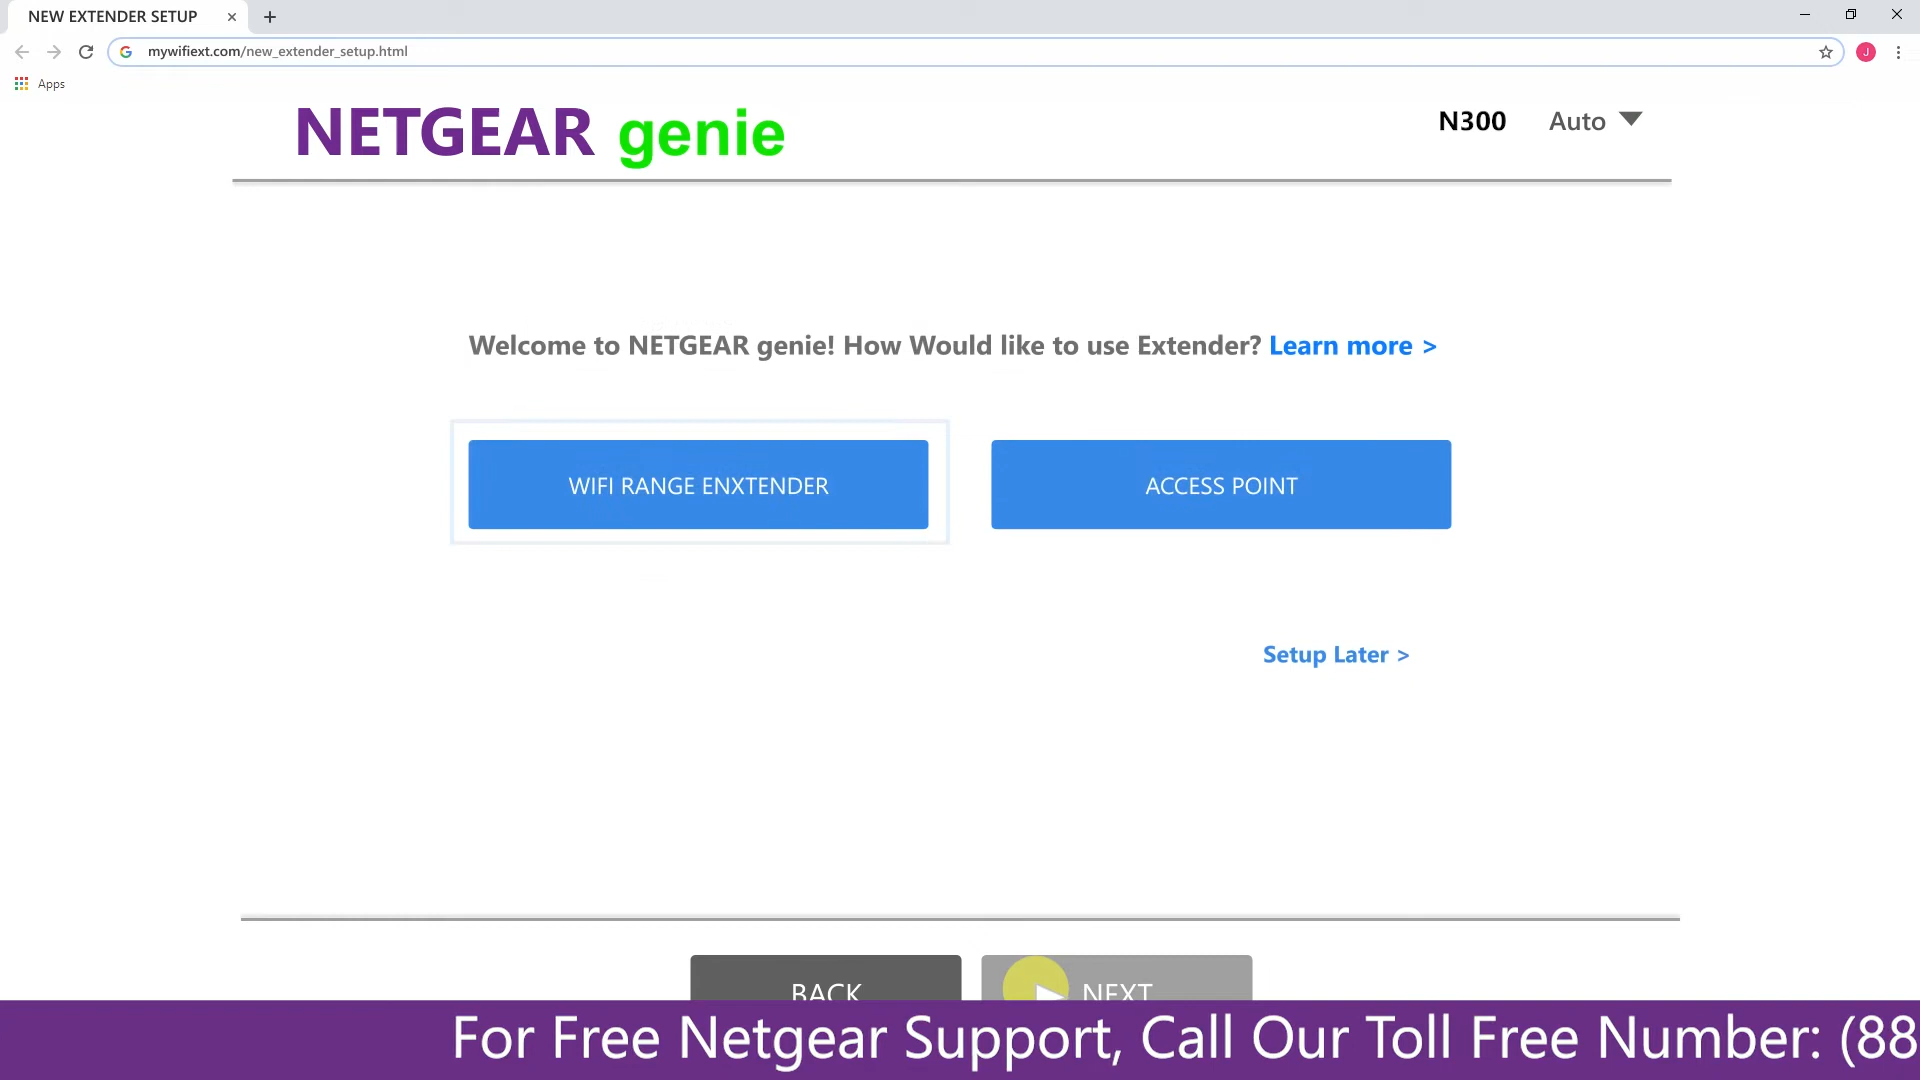 NEW EXTENDER SETUP
mywifiext.com/new_extender_setup.html
J
Apps
NETGEAR genie
N300 Auto
Welcome to NETGEAR genie! How Would like to use Extender? Learn more >
WIFI RANGE ENXTENDER
ACCESS POINT
Setup Later >
BACK
NEXT
For Free Netgear Support, Call Our Toll Free Number: (88